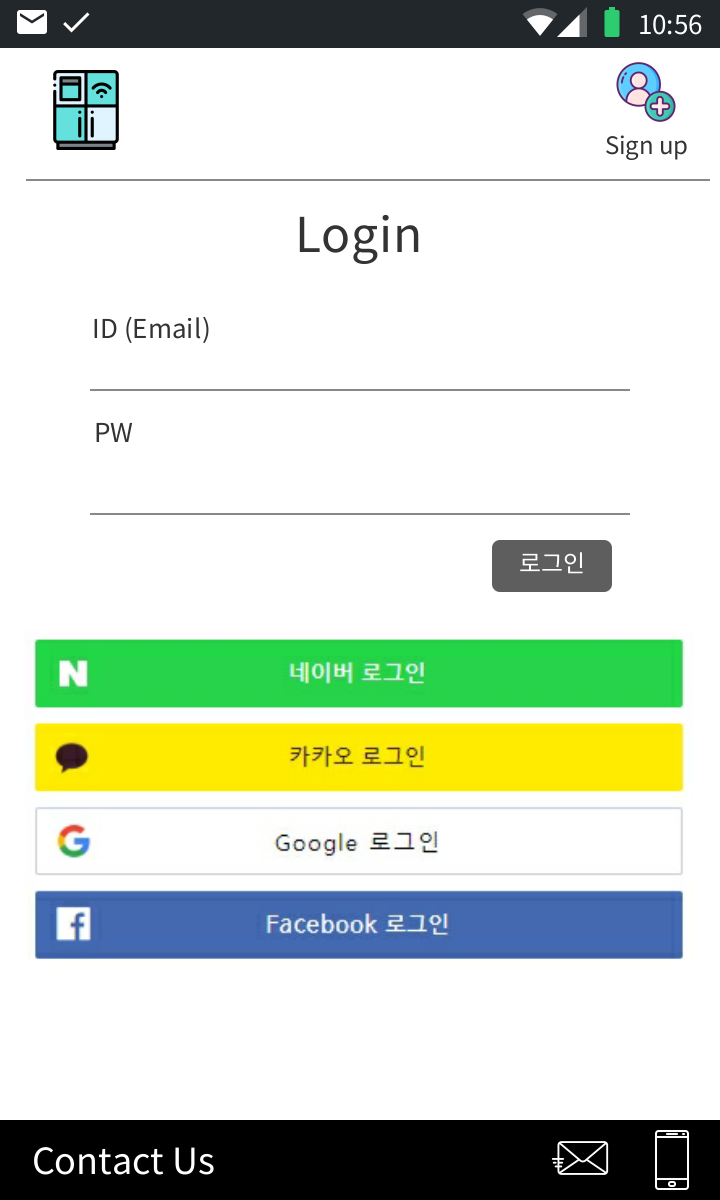 10:56
Sign up
Login
ID (Email)
PW
로그인
N 네이버 로그인
카카오 로그인
G Google 로그인
f Facebook 로그인
Contact Us